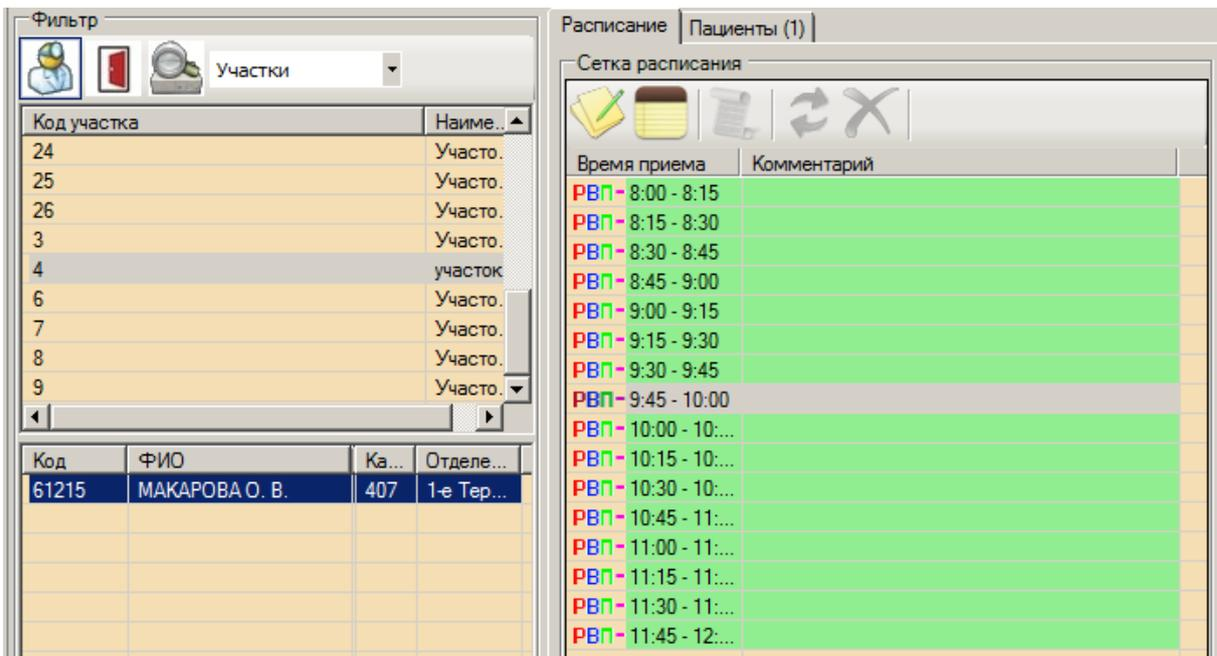 Фильтр
Участки
Код участка Наиме...
24 Участо.
25 Участо.
26 Участо.
3 Участо.
4 участок
6 Участо.
7 Участо.
8 Участо.
9 Участо.
Код ФИО Ка... Отделе...
61215 МАКАРОВА О. В. 407 1-е Тер...
Расписание Пациенты (1)
Сетка расписания
Время приема Комментарий
РВП- 8:00 - 8:15
РВП- 8:15 - 8:30
РВП- 8:30 - 8:45
РВП- 8:45 - 9:00
РВП- 9:00 - 9:15
РВП- 9:15 - 9:30
РВП- 9:30 - 9:45
РВП- 9:45 - 10:00
РВП- 10:00 - 10:...
РВП- 10:15 - 10:...
РВП- 10:30 - 10:...
РВП- 10:45 - 11:...
РВП- 11:00 - 11:...
РВП- 11:15 - 11:...
РВП- 11:30 - 11:...
РВП- 11:45 - 12:...